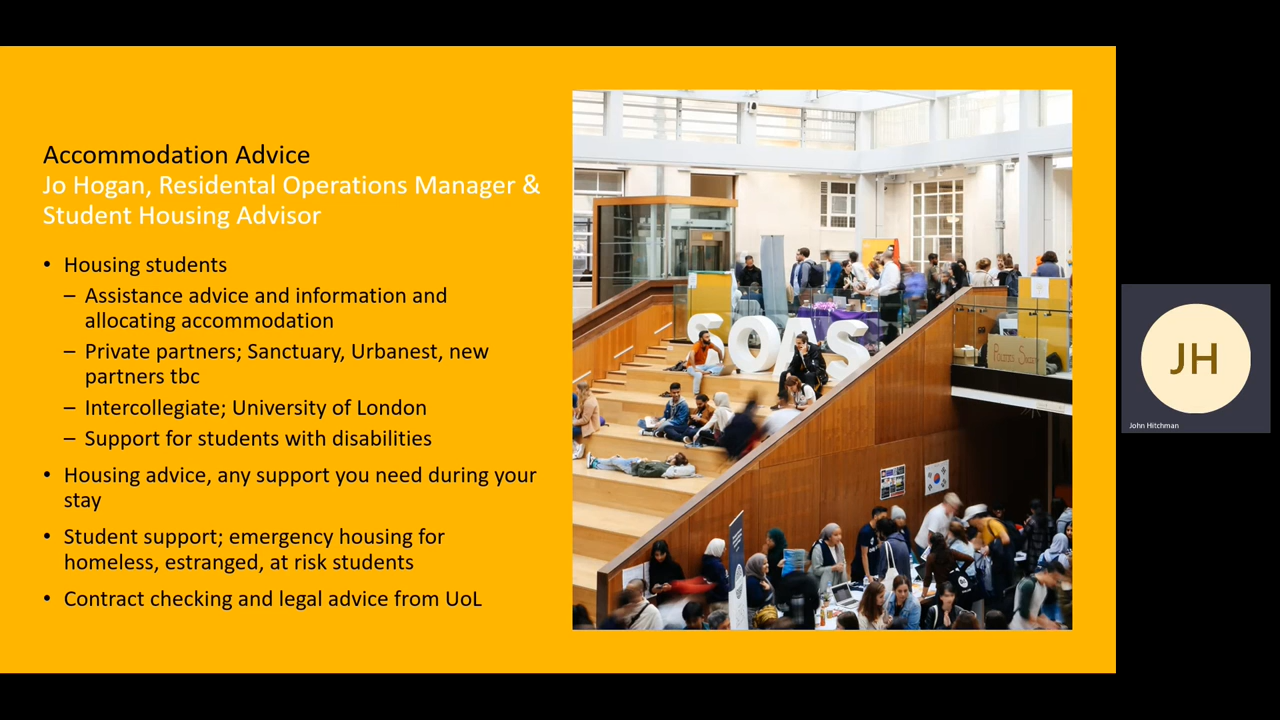 Accommodation Advice
Jo Hogan, Residental Operations Manager &
Student Housing Advisor
• Housing students
– Assistance advice and information and
allocating accommodation
– Private partners; Sanctuary, Urbanest, new
partners tbc
– Intercollegiate; University of London
– Support for students with disabilities
• Housing advice, any support you need during your
stay
• Student support; emergency housing for
homeless, estranged, at risk students
• Contract checking and legal advice from UoL
SOAS
JH
John Hitchman